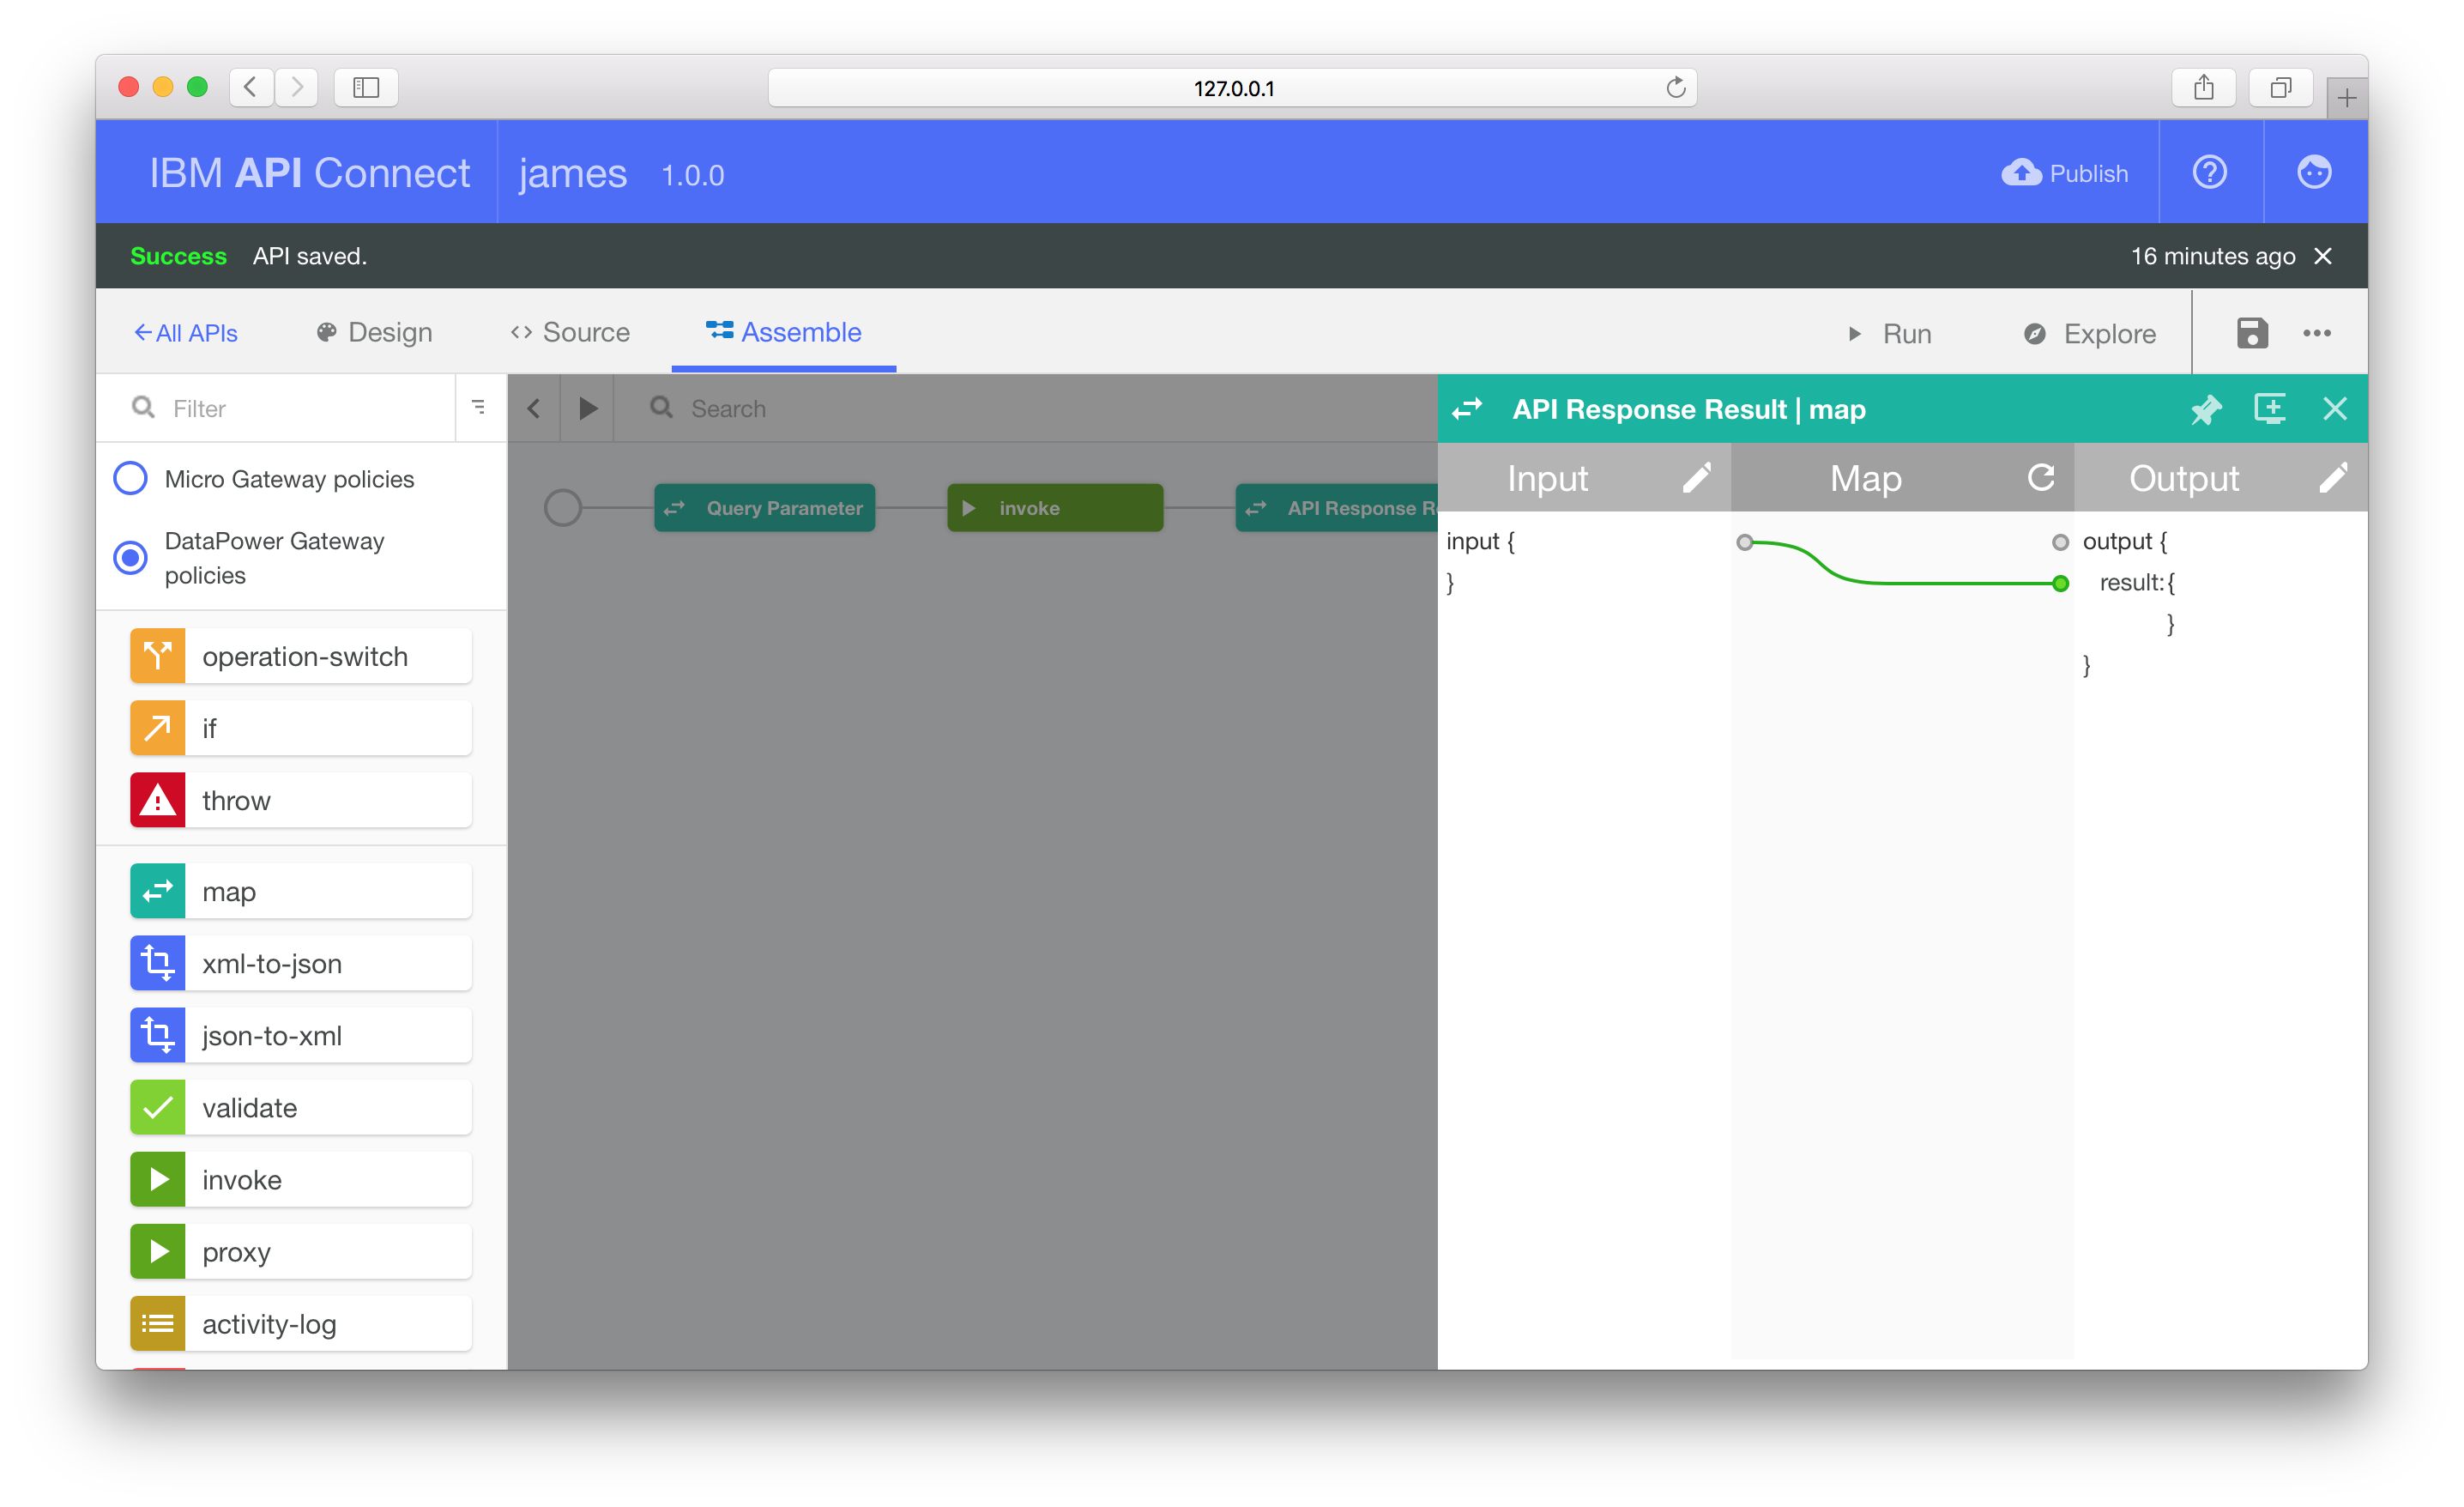 127.0.0.1
IBM API Connect
james 1.0.0
Publish
Success API saved.
16 minutes ago
All APIs
Design
Source
Assemble
Run
Explore
Filter
Search
API Response Result | map
Micro Gateway policies
DataPower Gateway
policies
Query Parameter
invoke
API Response Re
Input
Map
Output
input {
}
output {
result: {
}
}
operation-switch
if
throw
map
xml-to-json
json-to-xml
validate
invoke
proxy
activity-log